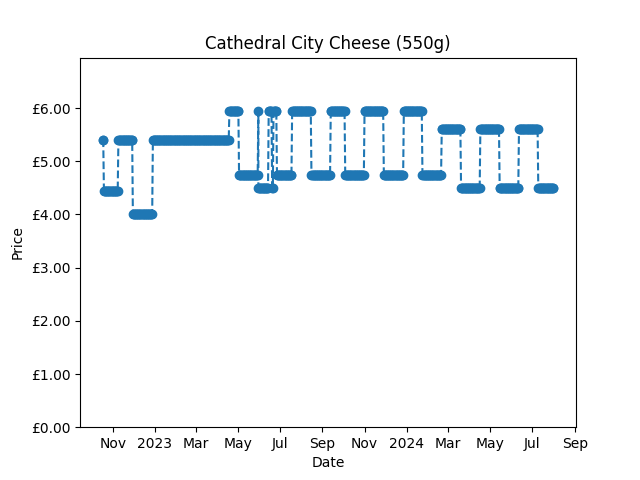 Cathedral City Cheese (550g)
£6.00
£5.00
£4.00
£3.00
£2.00
£1.00
£0.00
Price
Nov 2023 Mar May Jul Sep Nov 2024 Mar May Jul Sep
Date